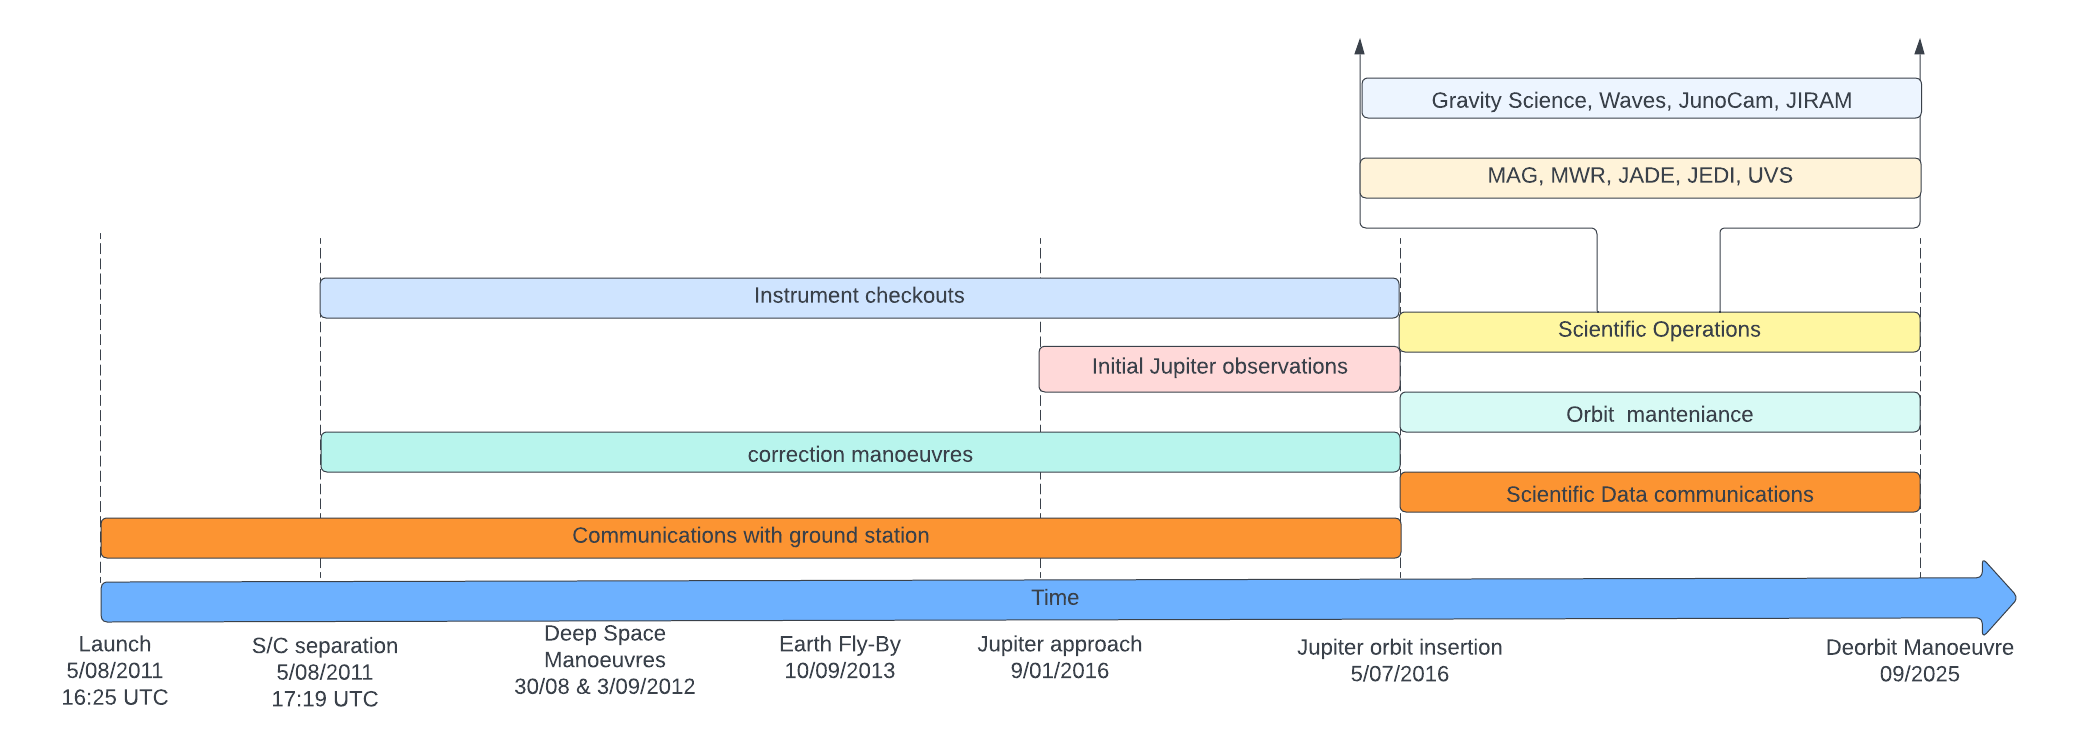 Gravity Science, Waves, JunoCam, JIRAM
MAG, MWR, JADE, JEDI, UVS
Instrument checkouts
Scientific Operations
Initial Jupiter observations
Orbit  manteniance
correction manoeuvres
Scientific Data communications
Communications with ground station
Time
Launch
5/08/2011
16:25 UTC
S/C separation
5/08/2011
17:19 UTC
Deep Space
Manoeuvres
30/08 & 3/09/2012
Earth Fly-By
10/09/2013
Jupiter approach
9/01/2016
Jupiter orbit insertion
5/07/2016
Deorbit Manoeuvre
09/2025